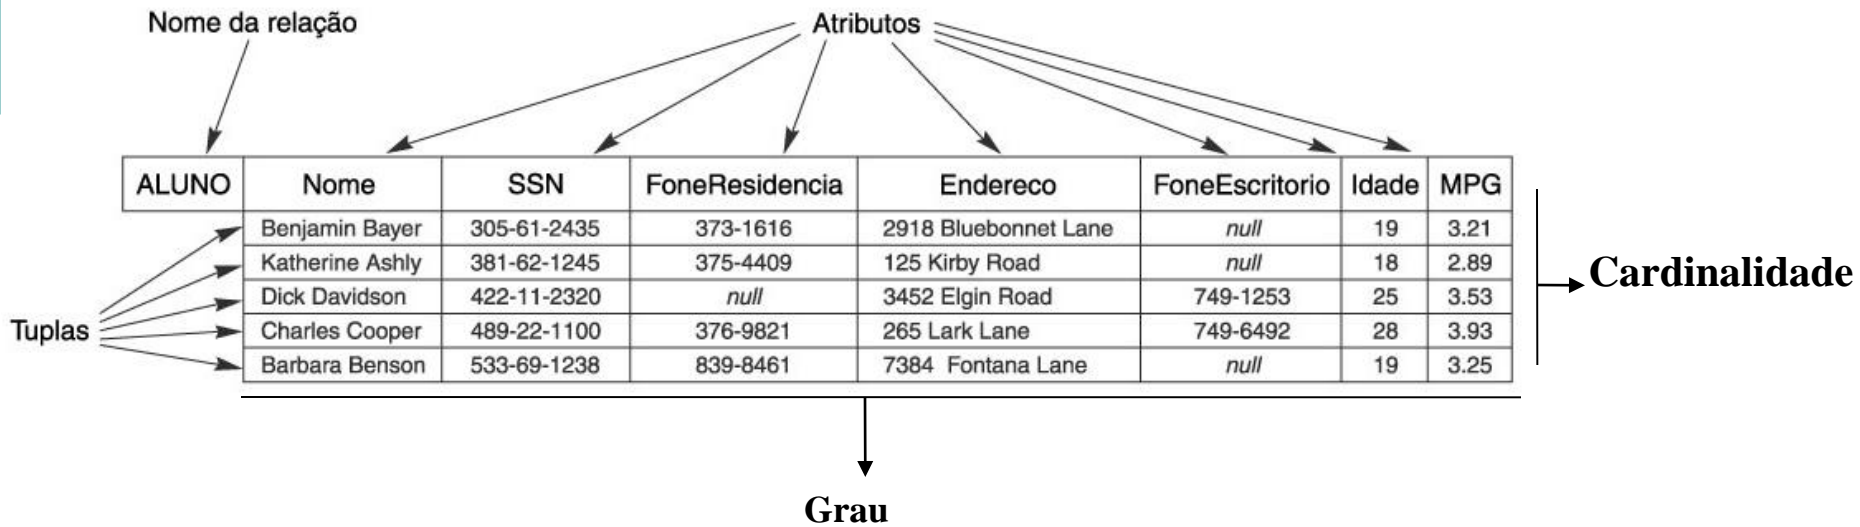 Nome da relação
Atributos
ALUNO Nome SSN FoneResidencia Endereco FoneEscritorio Idade MPG
Benjamin Bayer 305-61-2435 373-1616 2918 Bluebonnet Lane null 19 3.21
Katherine Ashly 381-62-1245 375-4409 125 Kirby Road null 18 2.89
Dick Davidson 422-11-2320 null 3452 Elgin Road 749-1253 25 3.53
Charles Cooper 489-22-1100 376-9821 265 Lark Lane 749-6492 28 3.93
Barbara Benson 533-69-1238 839-8461 7384 Fontana Lane null 19 3.25
Tuplas
Cardinalidade
Grau